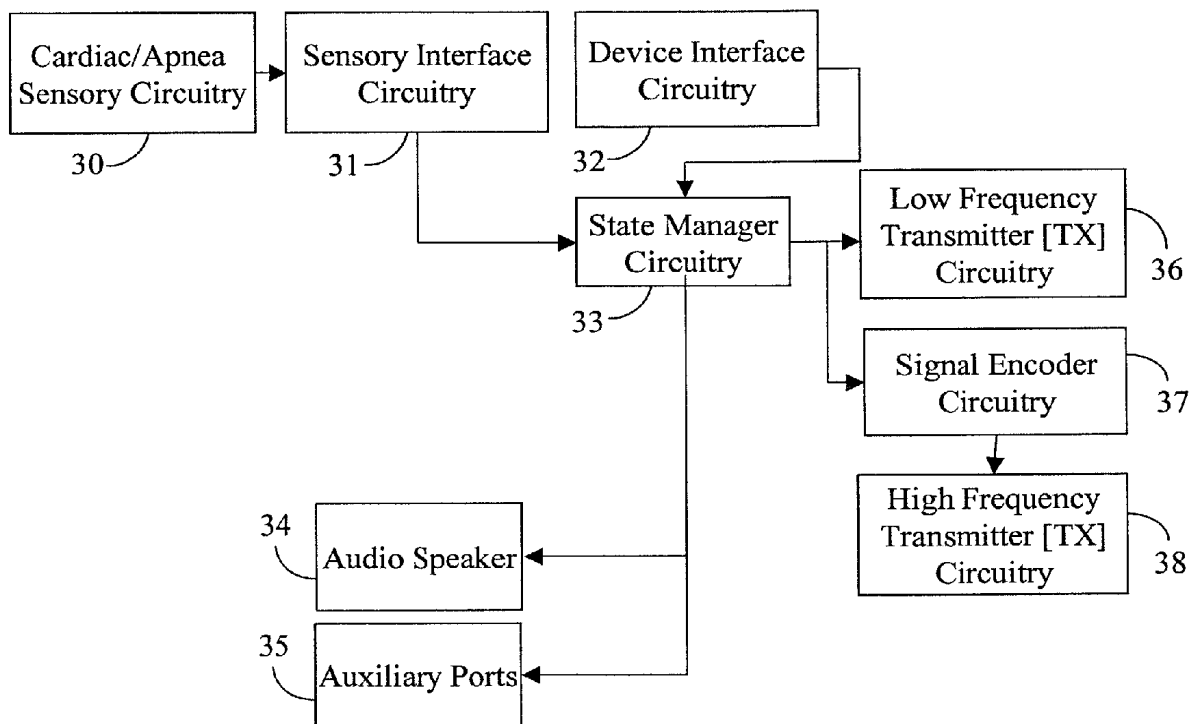 Cardiac/Apnea
Sensory Circuitry
30
Sensory Interface
Circuitry
31
Device Interface
Circuitry
32
State Manager
Circuitry
33
Low Frequency
Transmitter [TX]
Circuitry
36
Signal Encoder
Circuitry
37
High Frequency
Transmitter [TX]
Circuitry
38
34
Audio Speaker
35
Auxiliary Ports